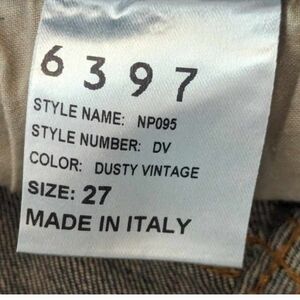 6397
STYLE NAME: NP095
STYLE NUMBER: DV
COLOR: DUSTY VINTAGE
SIZE: 27
MADE IN ITALY